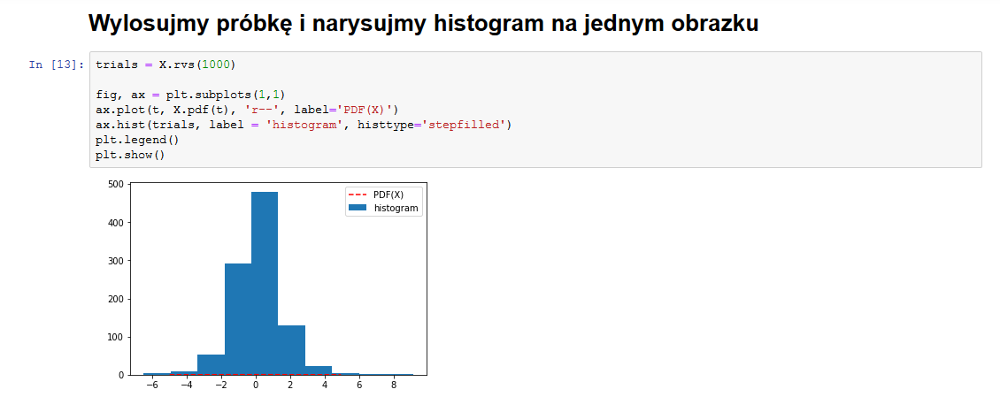 Wylosujmy próbkę i narysujmy histogram na jednym obrazku
In [13]:
trials = X.rvs(1000)
fig, ax = plt.subplots(1,1)
ax.plot(t, X.pdf(t), 'r--', label='PDF(X)')
ax.hist(trials, label = 'histogram', histtype='stepfilled')
plt.legend()
plt.show()
500
400
300
200
100
0
PDF(X)
histogram
−6 −4 −2 0 2 4 6 8